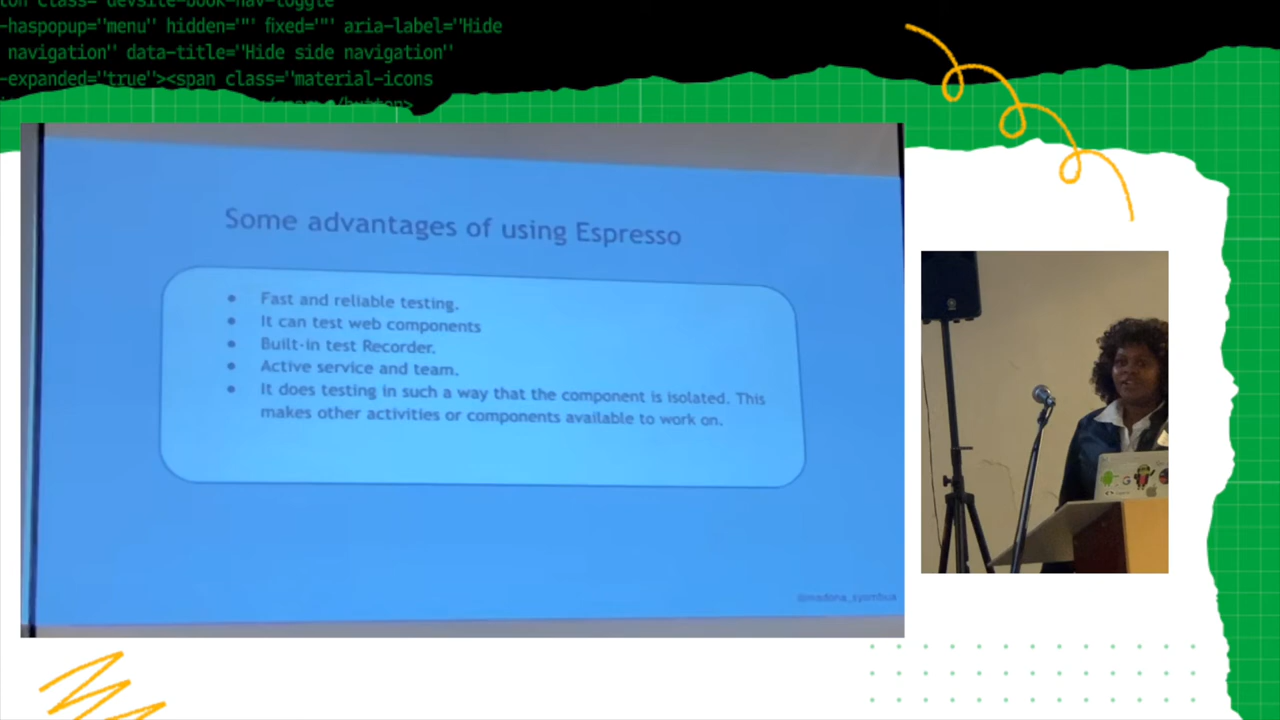 -haspopup="menu" hidden="" fixed="" aria-label="Hide
navigation" data-title="Hide side navigation"
-expanded="true"><span class="material-icons
Some advantages of using Espresso
• Fast and reliable testing.
• It can test web components
• Built-in test Recorder.
• Active service and team.
• It does testing in such a way that the component is isolated. This
makes other activities or components available to work on.
@madona_syombua